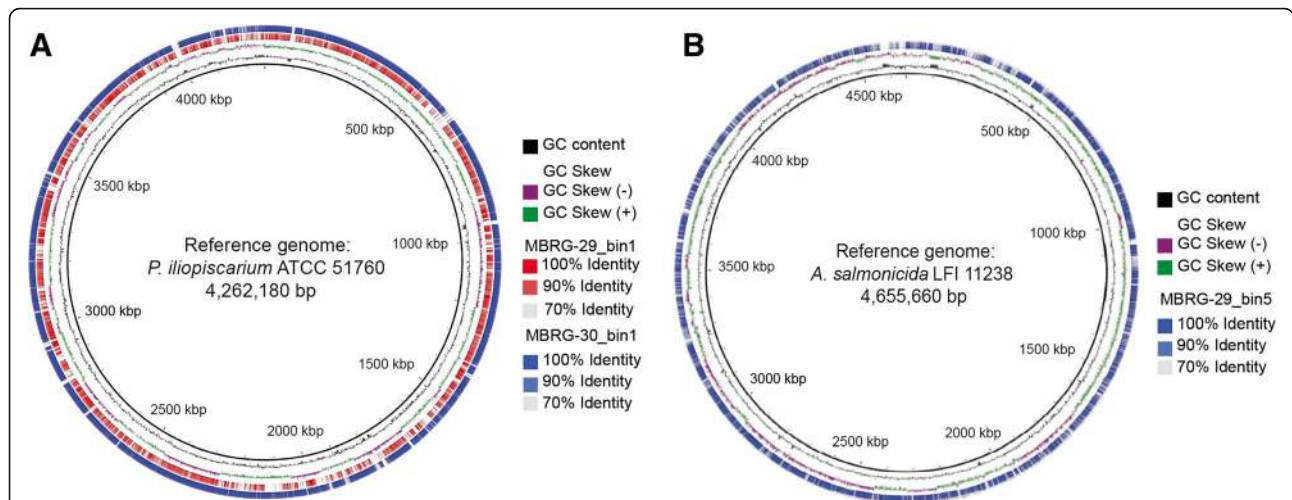 A
4000 kbp
500 kbp
3500 kbp
1000 kbp
Reference genome:
P. iliopiscarium ATCC 51760
4,262,180 bp
3000 kbp
1500 kbp
2500 kbp
2000 kbp
GC content
GC Skew
GC Skew (-)
GC Skew (+)
MBRG-29_bin1
100% Identity
90% Identity
70% Identity
MBRG-30_bin1
100% Identity
90% Identity
70% Identity
B
4500 kbp
500 kbp
4000 kbp
1000 kbp
Reference genome:
A. salmonicida LFI 11238
4,655,660 bp
3500 kbp
1500 kbp
3000 kbp
2500 kbp
2000 kbp
GC content
GC Skew
GC Skew (-)
GC Skew (+)
MBRG-29_bin5
100% Identity
90% Identity
70% Identity